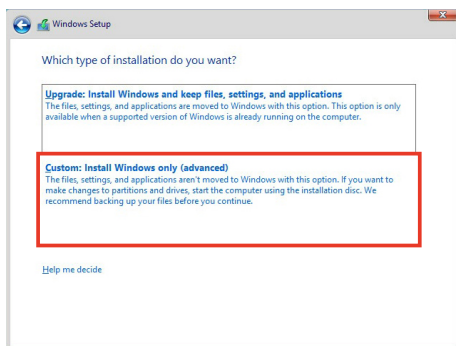 Windows Setup
Which type of installation do you want?
Upgrade: Install Windows and keep files, settings, and applications
The files, settings, and applications are moved to Windows with this option. This option is only
available when a supported version of Windows is already running on the computer.
Custom: Install Windows only (advanced)
The files, settings, and applications aren't moved to Windows with this option. If you want to
make changes to partitions and drives, start the computer using the installation disc. We
recommend backing up your files before you continue.
Help me decide